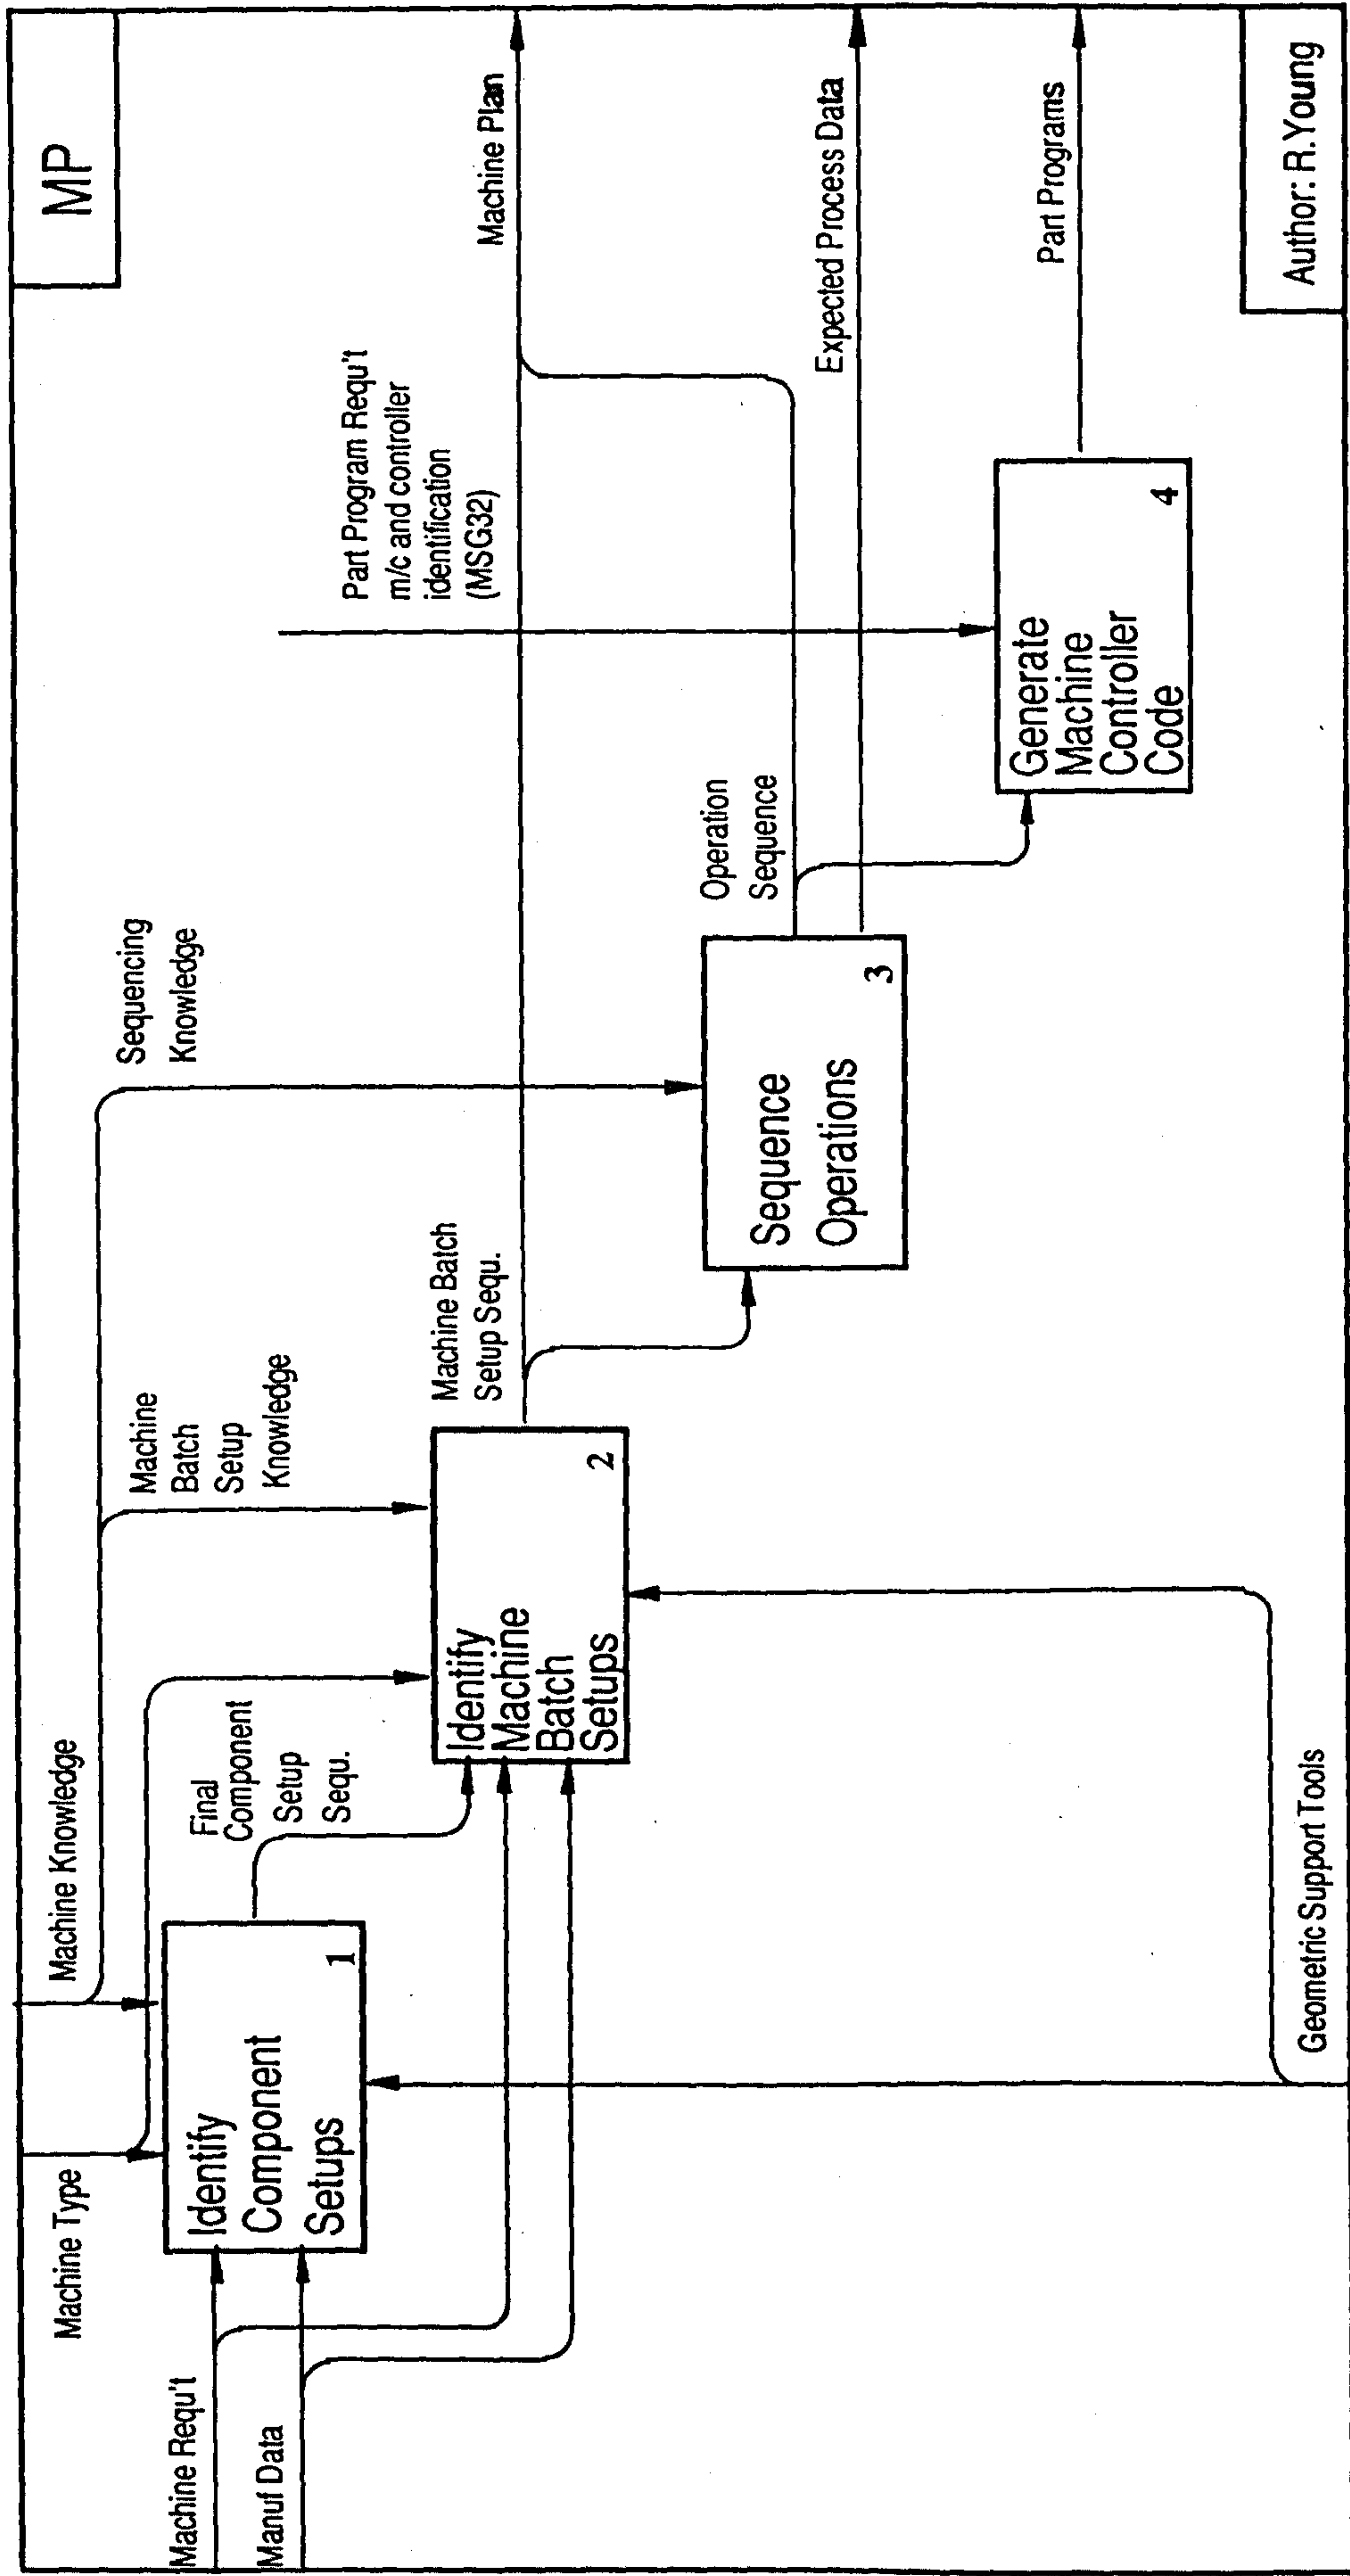 MP
Machine Type
Machine Knowledge
Machine Requ't
Manuf Data
Identify
Component
Setups
1
Final
Component
Setup
Sequ.
Machine
Batch
Setup
Knowledge
Identify
Machine
Batch
Setups
2
Sequencing
Knowledge
Machine Batch
Setup Sequ.
Sequence
Operations
3
Operation
Sequence
Part Program Requ't
m/c and controller
identification
(MSG32)
Generate
Machine
Controller
Code
4
Machine Plan
Expected Process Data
Part Programs
Geometric Support Tools
Author: R.Young